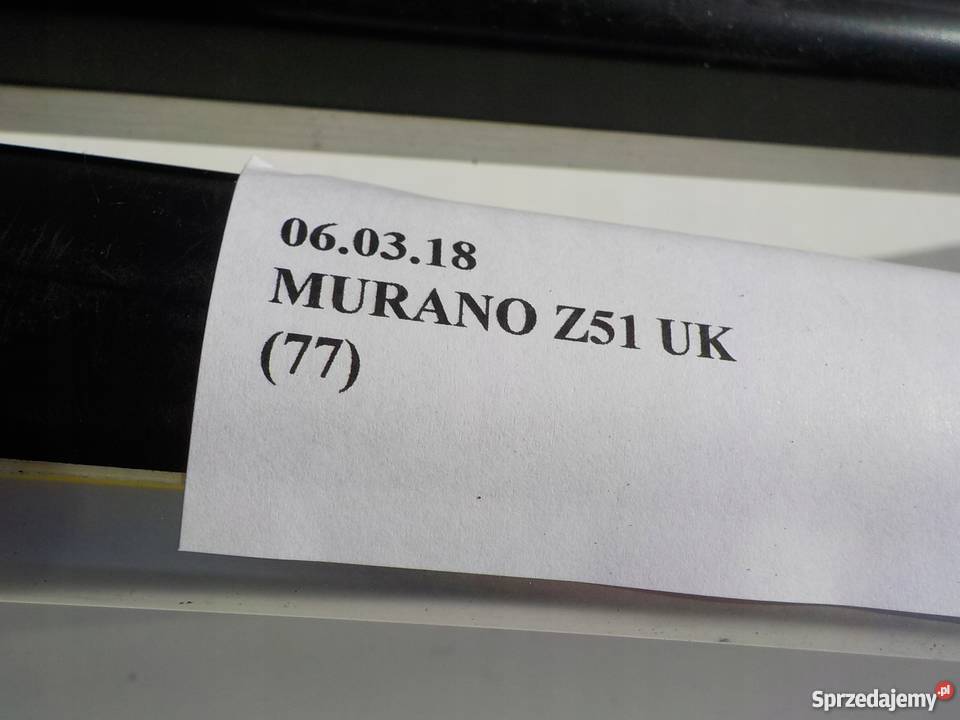 06.03.18
MURANO Z51 UK
(77)
Sprzedajemy.pl